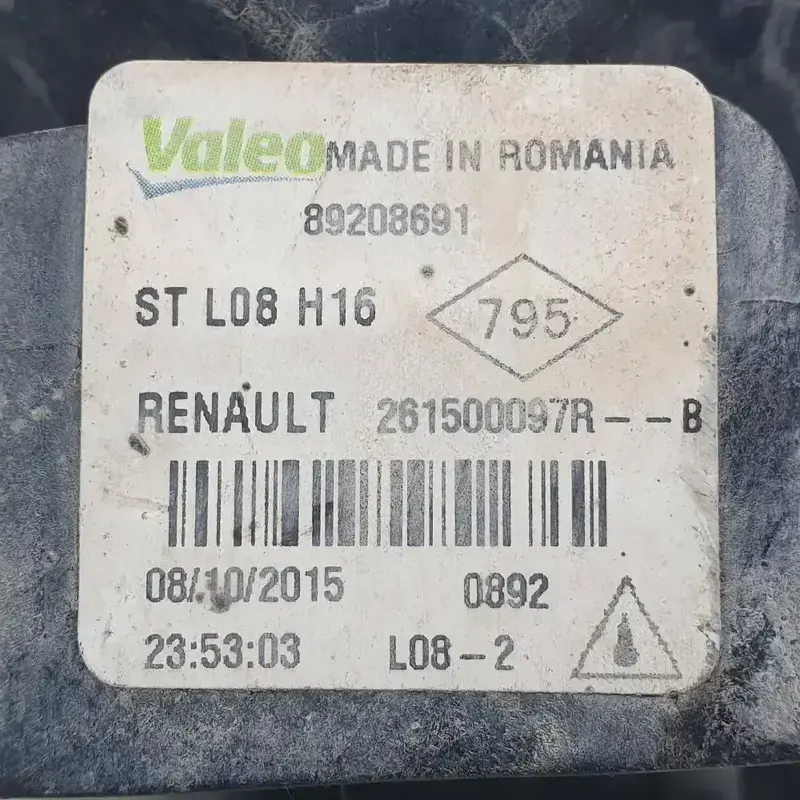 Valeo MADE IN ROMANIA
89208691
ST L08 H16 795
RENAULT 261500097R--B
08/10/2015 0892
23:53:03 L08-2